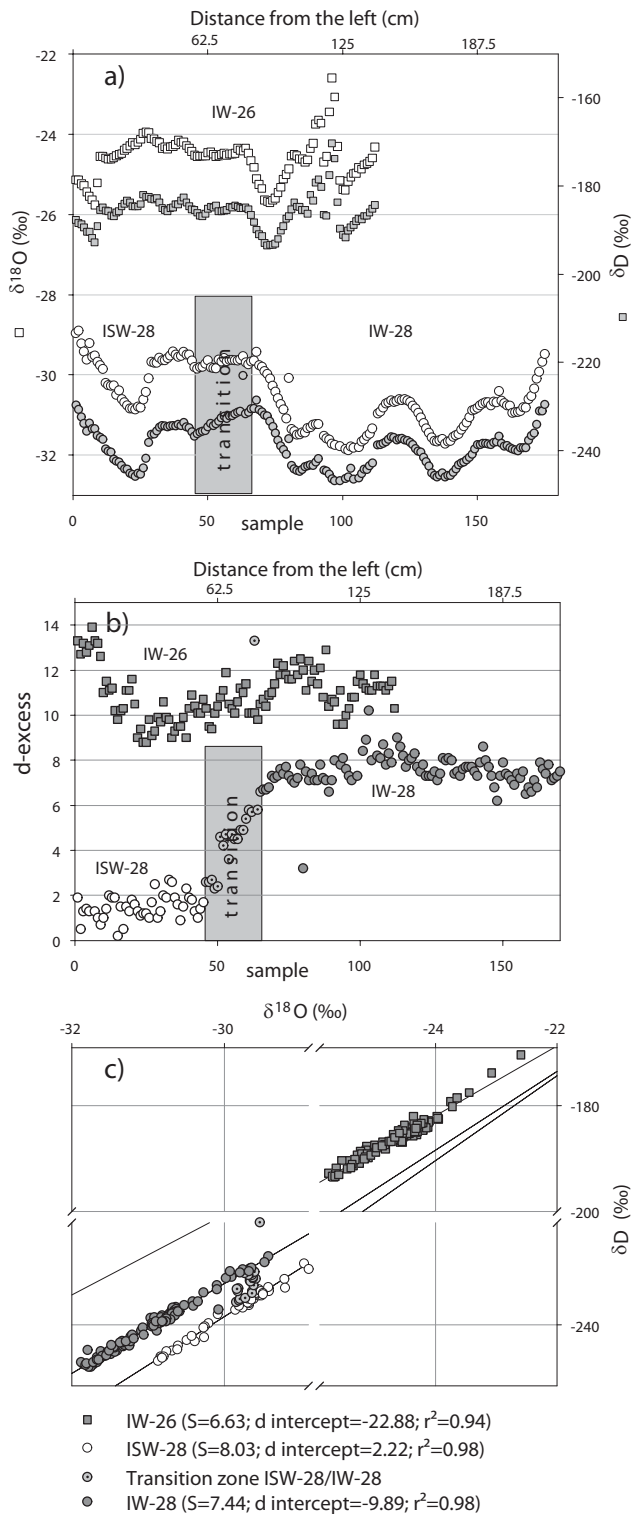 Distance from the left (cm)
62.5 125 187.5
-22
-24
-26
-28
-30
-32
a)
IW-26
-160
-180
-200
-220
-240
δ18O (‰)
δD (‰)
ISW-28
IW-28
transition
0 50 100 150
sample
Distance from the left (cm)
62.5 125 187.5
14
12
10
8
6
4
2
0
b)
IW-26
d-excess
IW-28
ISW-28
transition
0 50 100 150
sample
δ18O (‰)
-32 -30 -24 -22
c)
-180
-200
δD (‰)
-240
IW-26 (S=6.63; d intercept=-22.88; r²=0.94)
ISW-28 (S=8.03; d intercept=2.22; r²=0.98)
Transition zone ISW-28/IW-28
IW-28 (S=7.44; d intercept=-9.89; r²=0.98)